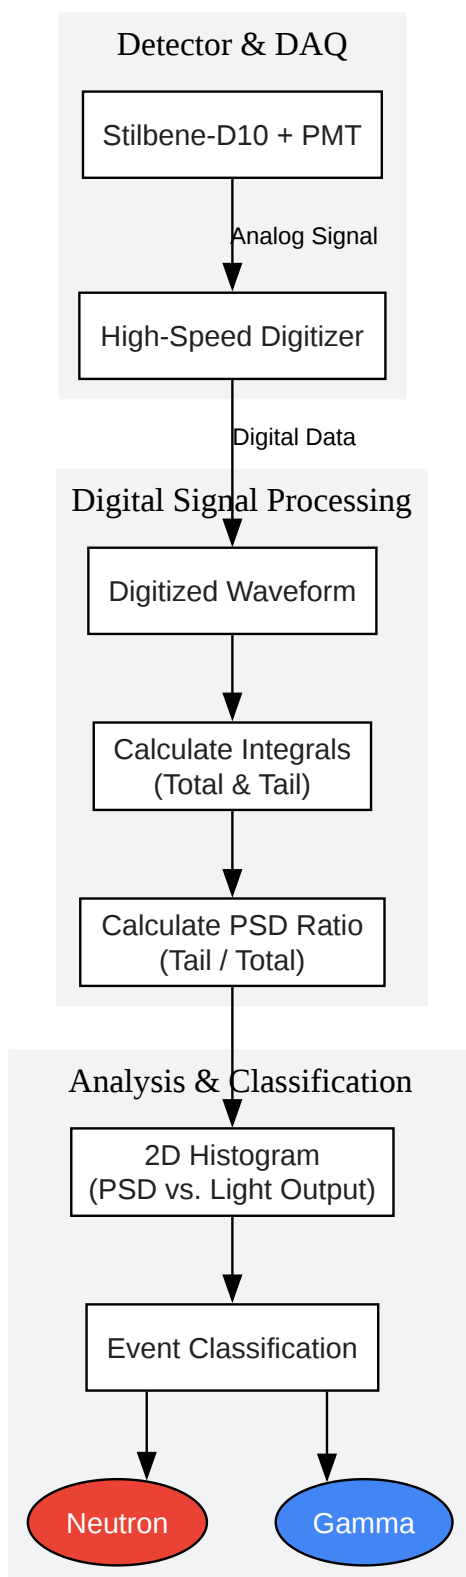 Detector & DAQ
Stilbene-D10 + PMT
Analog Signal
High-Speed Digitizer
Digital Data
Digital Signal Processing
Digitized Waveform
Calculate Integrals
(Total & Tail)
Calculate PSD Ratio
(Tail / Total)
Analysis & Classification
2D Histogram
(PSD vs. Light Output)
Event Classification
Neutron
Gamma